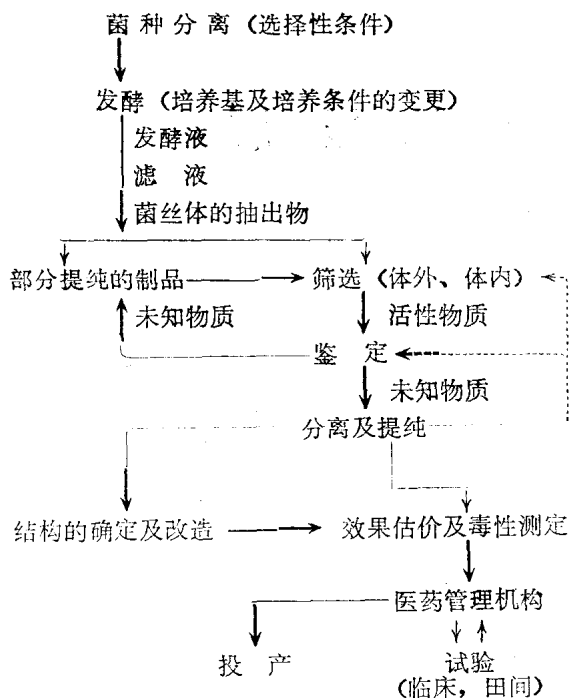 菌种分离（选择性条件）
发酵（培养基及培养条件的变更）
发酵液
滤液
菌丝体的抽出物
部分提纯的制品
筛选（体外、体内）
未知物质
活性物质
鉴定
未知物质
分离及提纯
结构的确定及改造
效果估价及毒性测定
医药管理机构
投产
试验
（临床，田间）